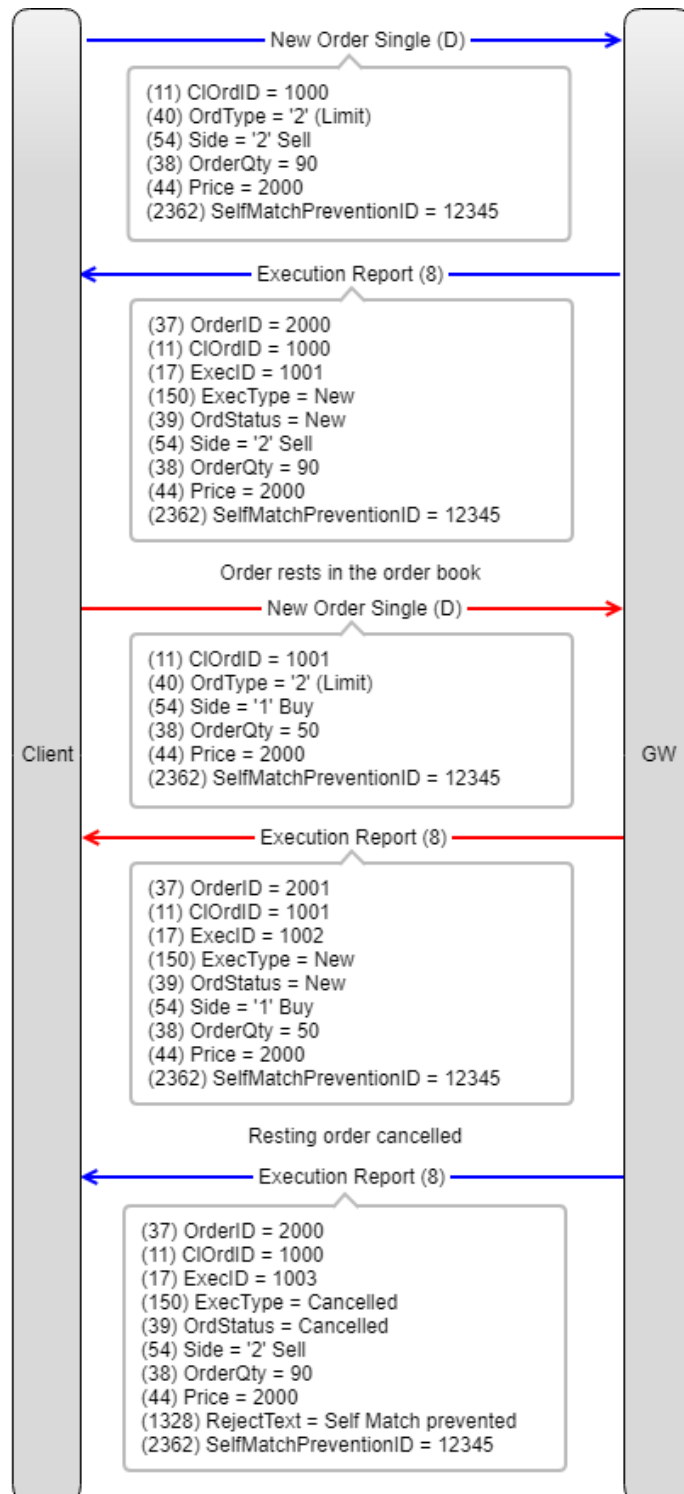 New Order Single (D)
(11) ClOrdID = 1000
(40) OrdType = '2' (Limit)
(54) Side = '2' Sell
(38) OrderQty = 90
(44) Price = 2000
(2362) SelfMatchPreventionID = 12345
Execution Report (8)
(37) OrderID = 2000
(11) ClOrdID = 1000
(17) ExecID = 1001
(150) ExecType = New
(39) OrdStatus = New
(54) Side = '2' Sell
(38) OrderQty = 90
(44) Price = 2000
(2362) SelfMatchPreventionID = 12345
Order rests in the order book
New Order Single (D)
(11) ClOrdID = 1001
(40) OrdType = '2' (Limit)
(54) Side = '1' Buy
(38) OrderQty = 50
(44) Price = 2000
(2362) SelfMatchPreventionID = 12345
Client
GW
Execution Report (8)
(37) OrderID = 2001
(11) ClOrdID = 1001
(17) ExecID = 1002
(150) ExecType = New
(39) OrdStatus = New
(54) Side = '1' Buy
(38) OrderQty = 50
(44) Price = 2000
(2362) SelfMatchPreventionID = 12345
Resting order cancelled
Execution Report (8)
(37) OrderID = 2000
(11) ClOrdID = 1000
(17) ExecID = 1003
(150) ExecType = Cancelled
(39) OrdStatus = Cancelled
(54) Side = '2' Sell
(38) OrderQty = 90
(44) Price = 2000
(1328) RejectText = Self Match prevented
(2362) SelfMatchPreventionID = 12345